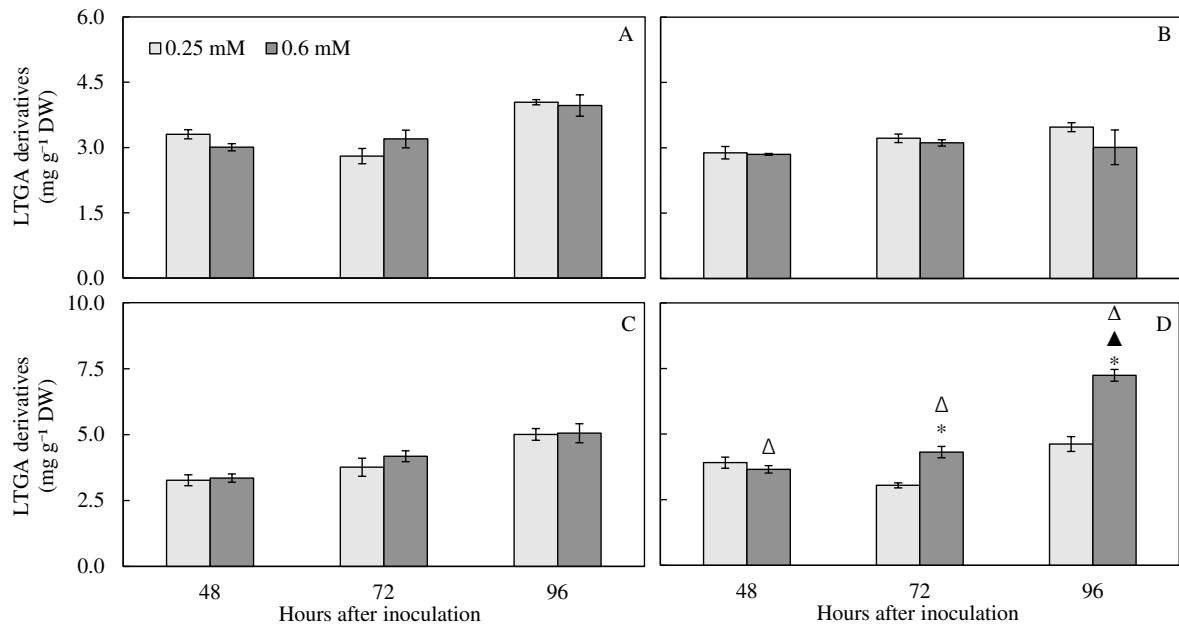 LTGA derivatives
(mg g⁻¹ DW)
6.0
4.5
3.0
1.5
0.0
0.25 mM
0.6 mM
A
B
LTGA derivatives
(mg g⁻¹ DW)
10.0
7.5
5.0
2.5
0.0
C
D
Δ
Δ
*
Δ
▲
*
48
72
96
48
72
96
Hours after inoculation
Hours after inoculation